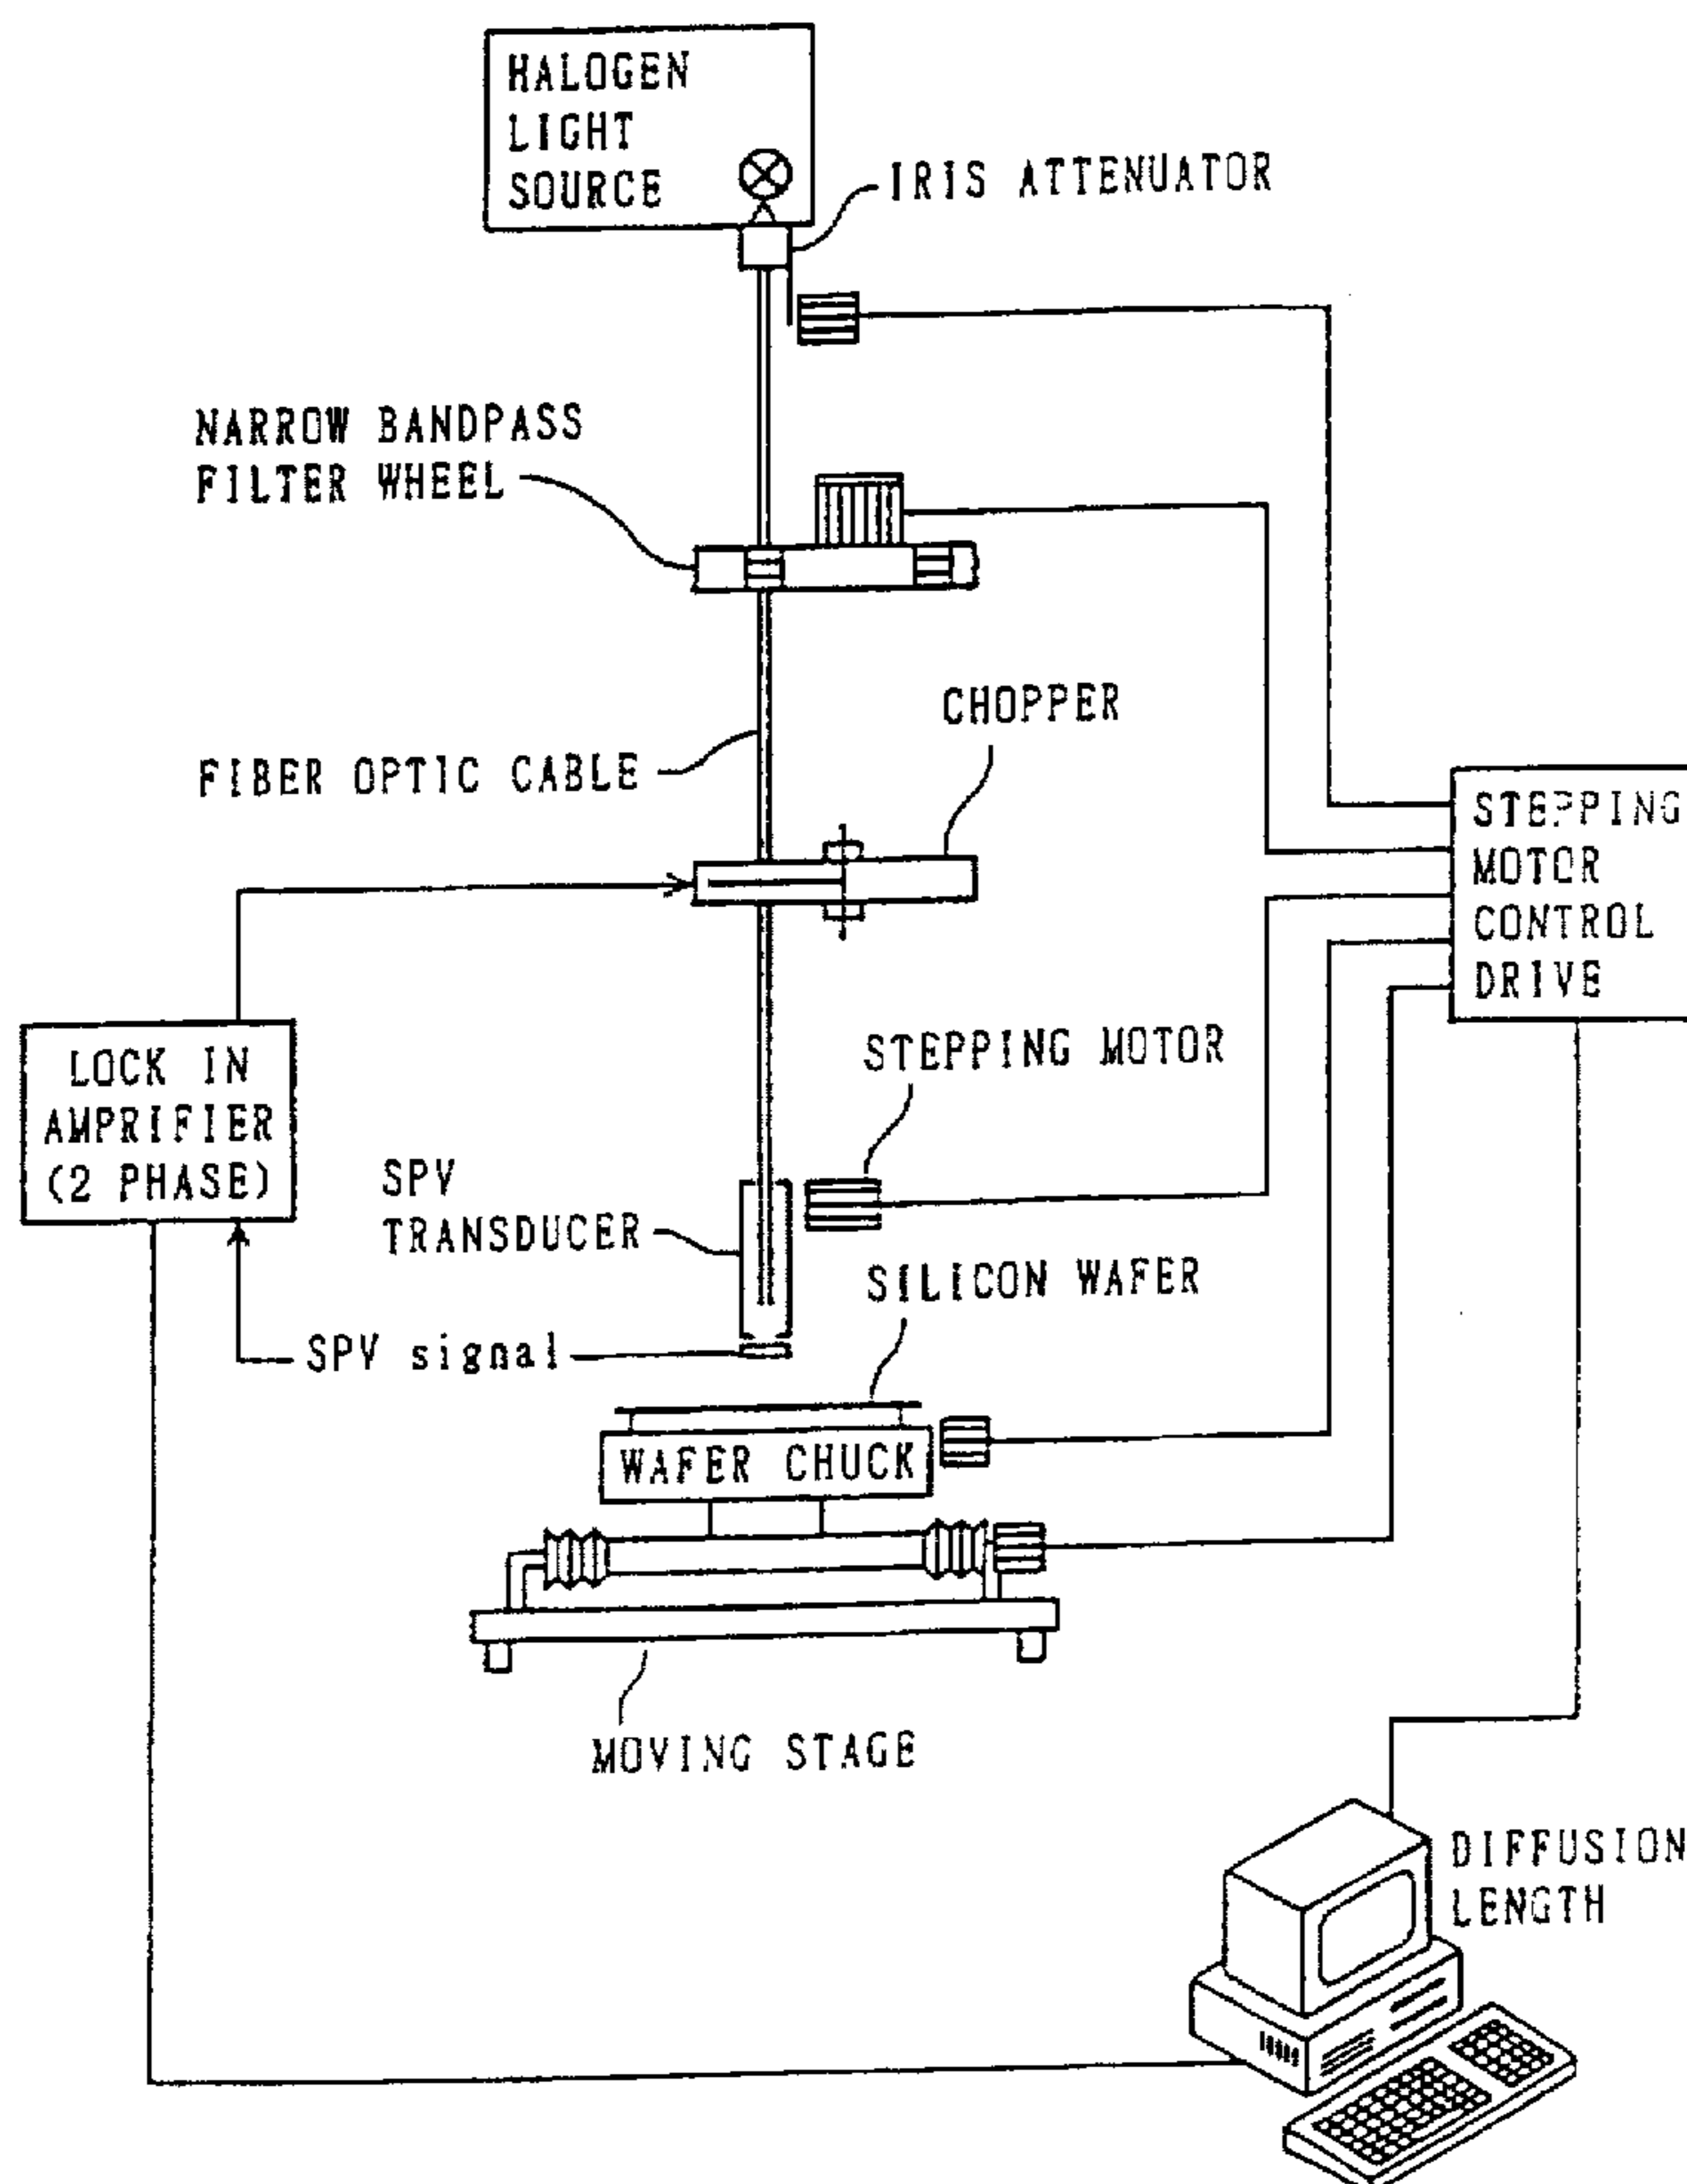 HALOGEN
LIGHT
SOURCE
IRIS ATTENUATOR
NARROW BANDPASS
FILTER WHEEL
CHOPPER
FIBER OPTIC CABLE
STEPPING
MOTOR
CONTROL
DRIVE
LOCK IN
AMPRIFIER
(2 PHASE)
STEPPING MOTOR
SPV
TRANSDUCER
SILICON WAFER
SPV signal
WAFER CHUCK
MOVING STAGE
DIFFUSION
LENGTH